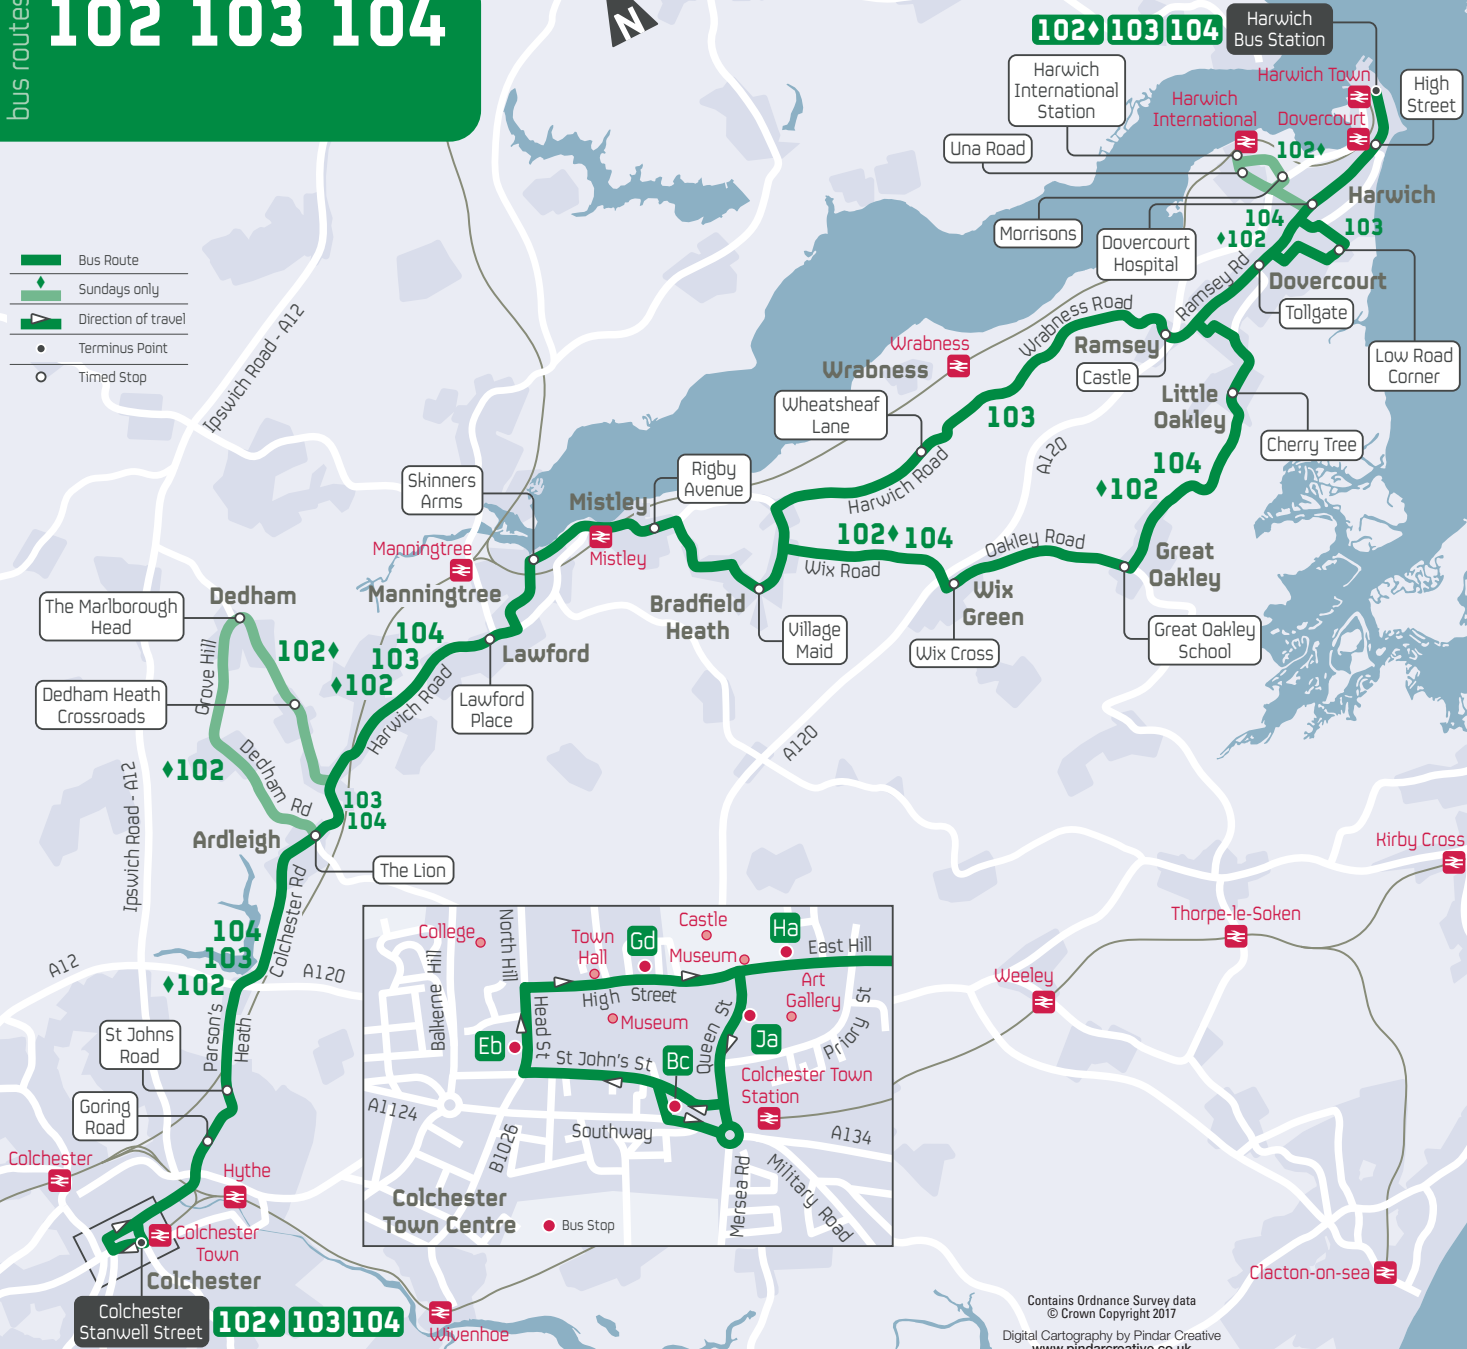 bus routes
102 103 104
N
Bus Route
Sundays only
Direction of travel
Terminus Point
Timed Stop
102♦ 103 104
Harwich
Bus Station
Harwich
International
Station
Harwich Town
High
Street
Harwich
International
Dovercourt
Una Road
102♦
Harwich
Morrisons
Dovercourt
Hospital
104
♦102
103
Ramsey Rd
Dovercourt
Tollgate
Low Road
Corner
Wrabness Road
Ramsey
Castle
Wrabness
Wrabness
Wheatsheaf
Lane
103
Little
Oakley
Cherry Tree
A120
104
♦102
Harwich Road
Ipswich Road - A12
Skinners
Arms
Rigby
Avenue
Mistley
Mistley
Manningtree
Manningtree
102♦ 104
Wix Road
Oakley Road
Great
Oakley
Wix
Green
Wix Cross
Great Oakley
School
Bradfield
Heath
Village
Maid
Dedham
The Marlborough
Head
104
103
♦102
102♦
Lawford
Lawford
Place
Harwich Road
Grove Hill
Dedham Heath
Crossroads
Dedham Rd
♦102
A120
103
104
Ipswich Road - A12
Ardleigh
The Lion
Colchester Rd
104
103
♦102
A12
A120
Parson's
Heath
St Johns
Road
Goring
Road
Colchester
Hythe
Colchester
Town
Colchester
Colchester
Stanwell Street
102♦ 103 104
Wivenhoe
Kirby Cross
Thorpe-le-Soken
Weeley
Clacton-on-sea
College
North Hill
Town
Hall
Gd
Castle
Museum
Ha
East Hill
Balkerne Hill
High Street
Museum
Art
Gallery
Priory St
Head St
Eb
Queen St
Ja
St John's St
Bc
Colchester Town
Station
A1124
Southway
A134
B1026
Mersea Rd
Military Road
Colchester
Town Centre
Bus Stop
Contains Ordnance Survey data
© Crown Copyright 2017
Digital Cartography by Pindar Creative
www.pindarcreative.co.uk